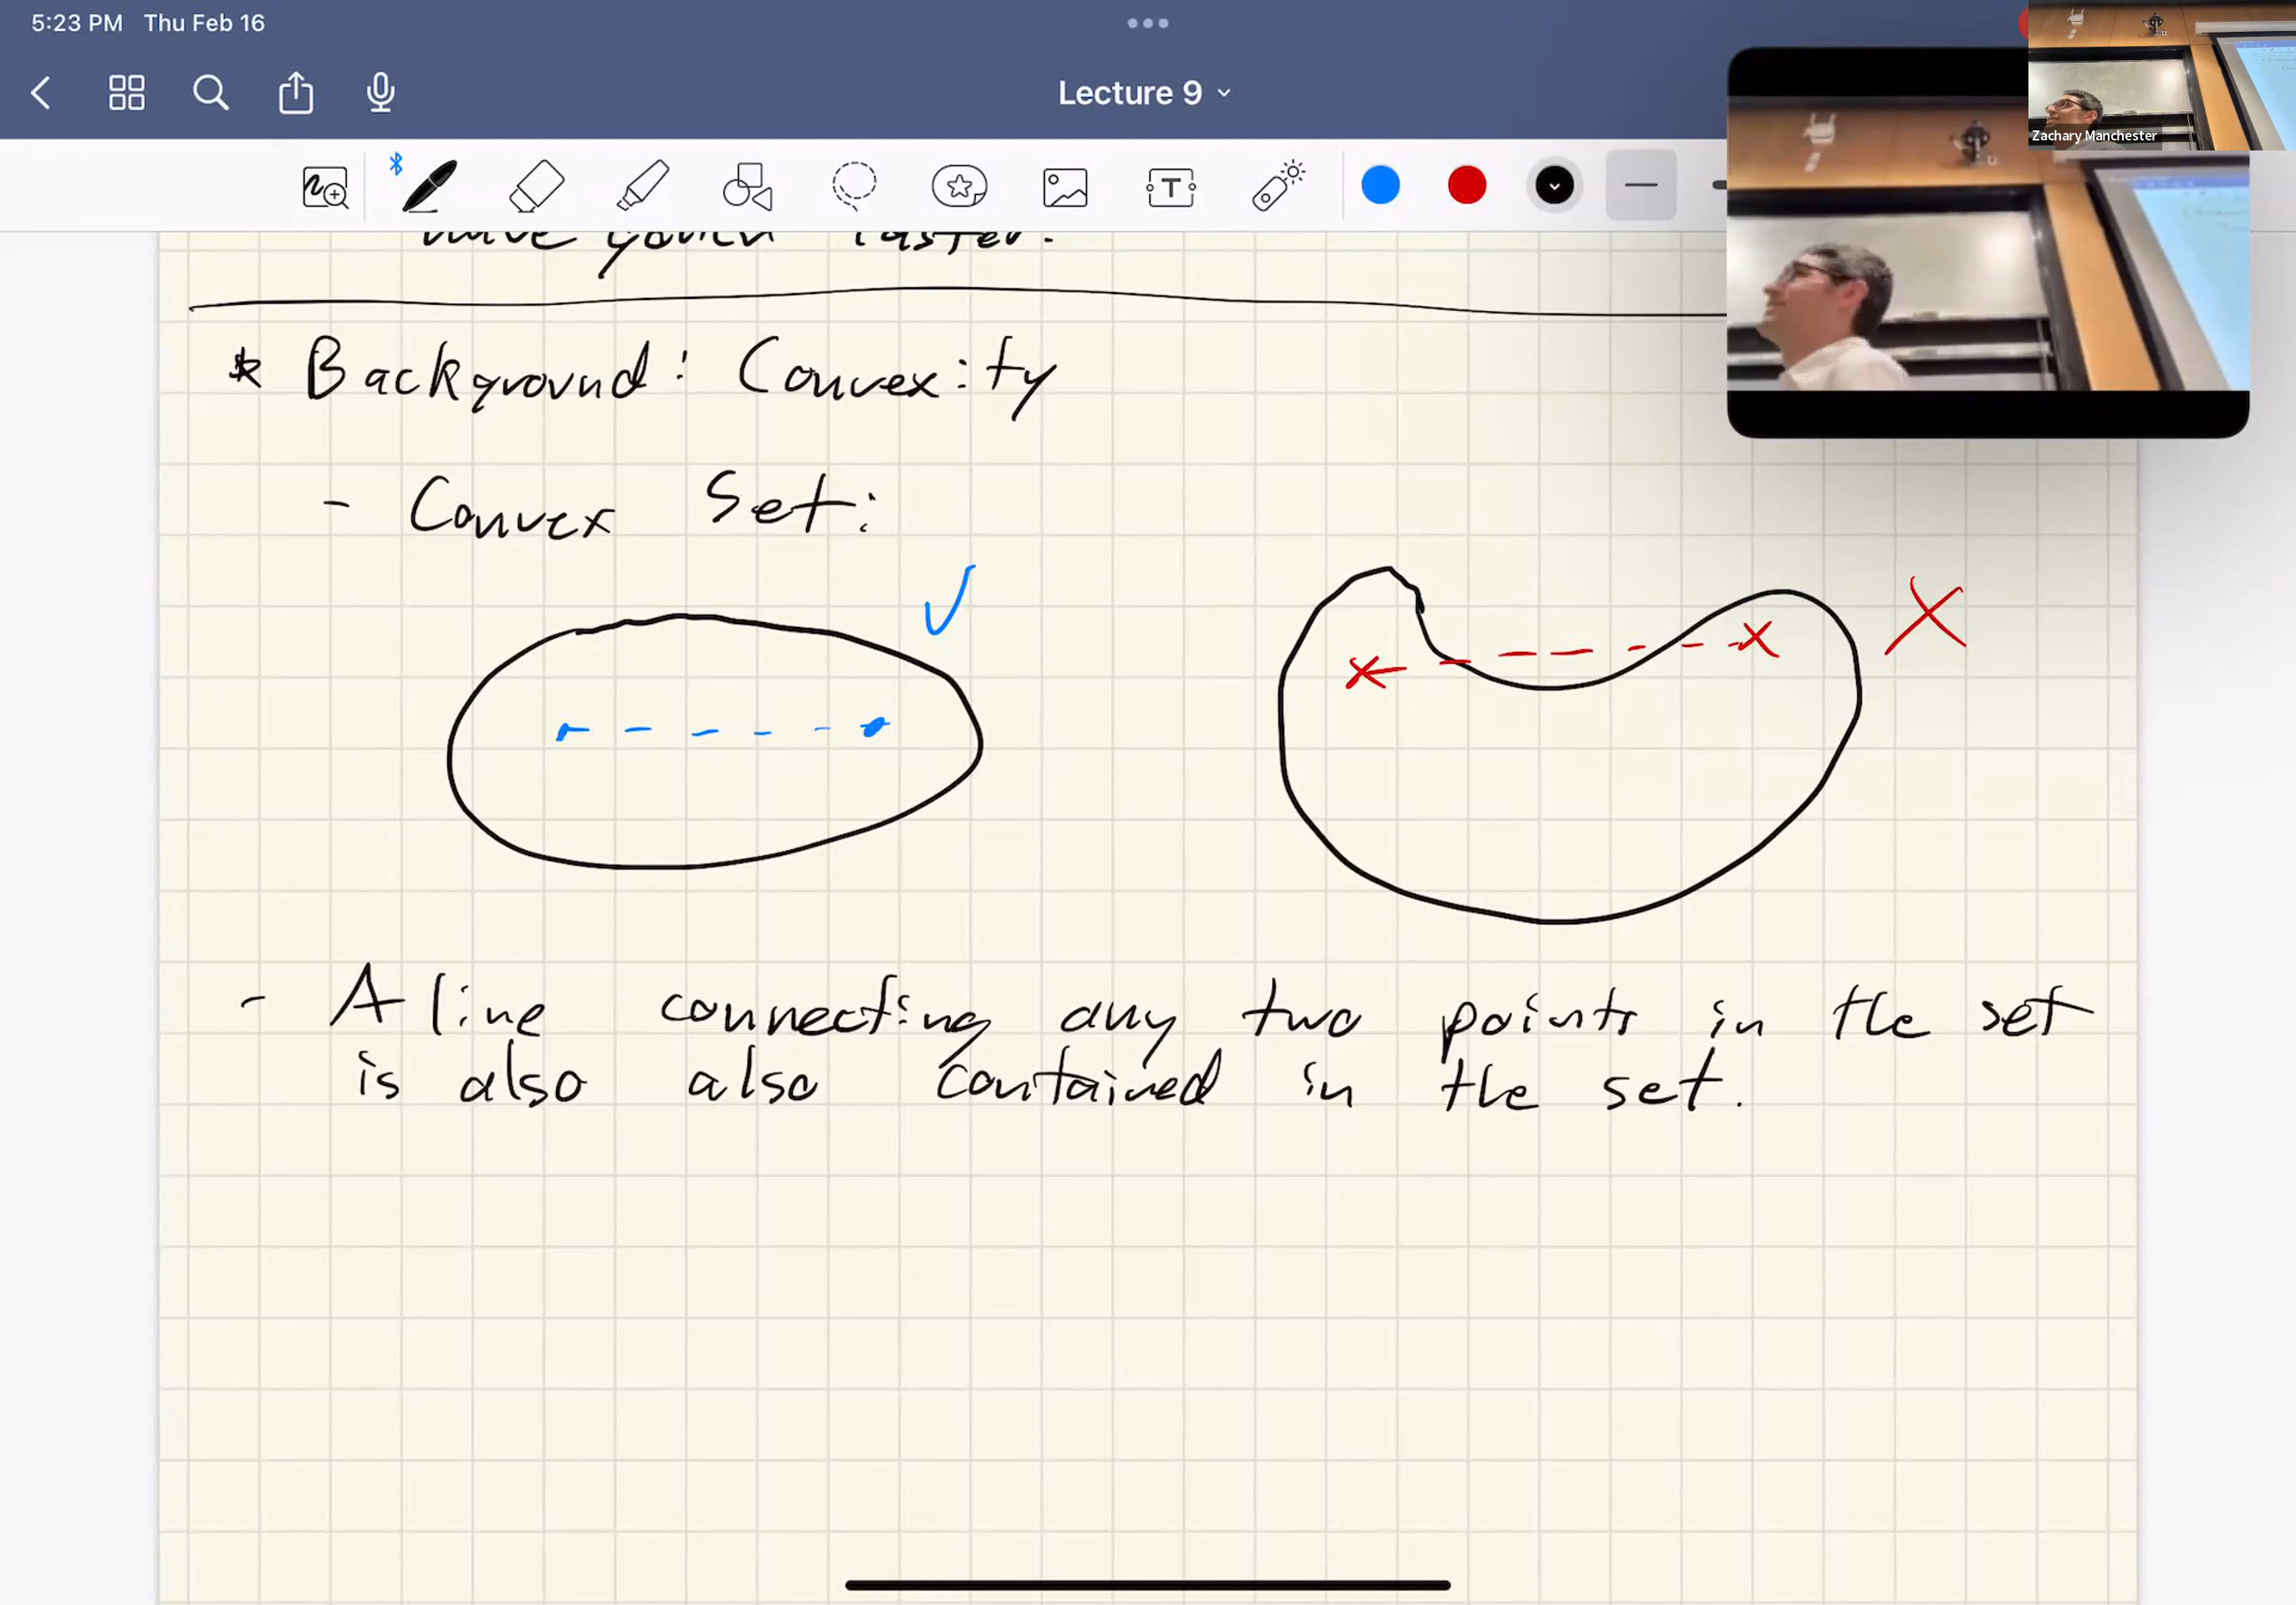 5:23 PM Thu Feb 16
Lecture 9
Zachary Manchester
T
faster.
* Background: Convexity
- Convex Set:
- A line connecting any two points in the set
is also also contained in the set.